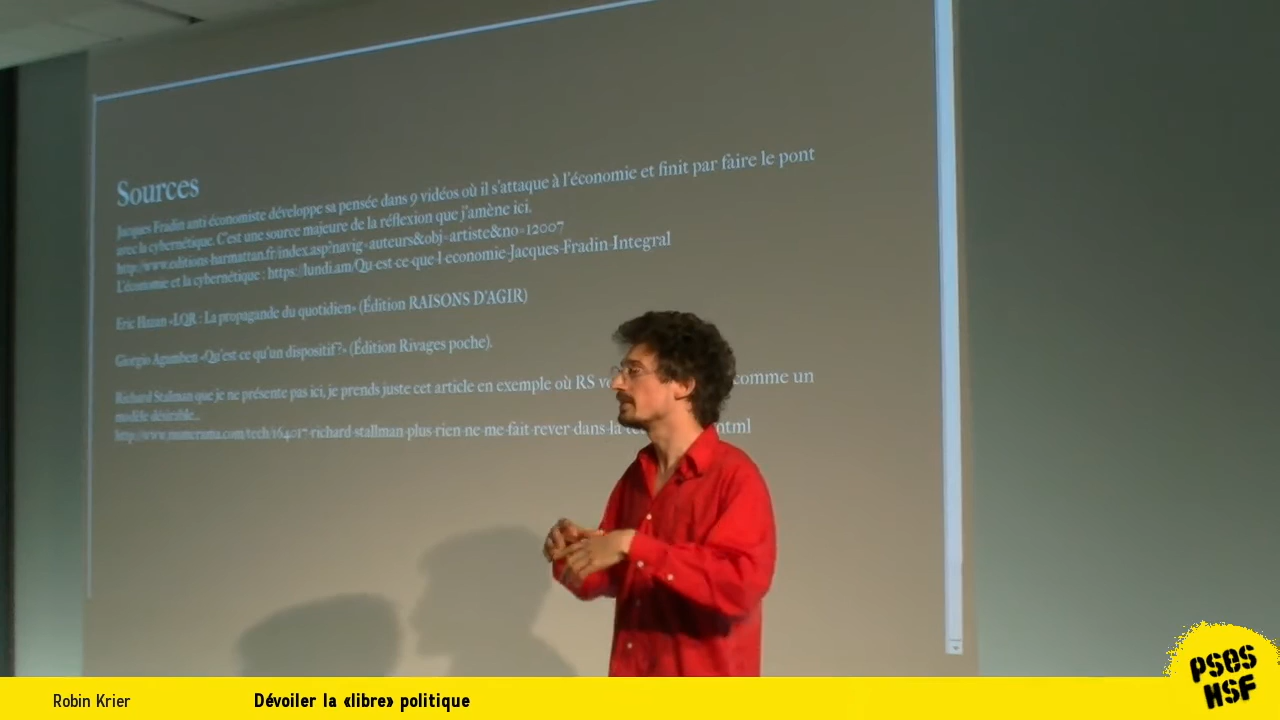 Sources
Jacques Fradin anti économiste développe sa pensée dans 9 vidéos où il s'attaque à l'économie et finit par faire le pont
avec la cybernétique. C'est une source majeure de la réflexion que j'amène ici.
http://www.editions-harmattan.fr/index.asp?navig=auteurs&obj=artiste&no=12007
L'économie et la cybernétique : https://lundi.am/Qu-est-ce-que-l-economie-Jacques-Fradin-Integral
Eric Hazan «LQR : La propagande du quotidien» (Édition RAISONS D'AGIR)
Giorgio Agamben «Qu'est-ce qu'un dispositif?» (Édition Rivages poche).
Richard Stalman que je ne présente pas ici, je prends juste cet article en exemple où RS comme un
modèle désirable...
http://www.numerama.com/tech/164017-richard-stallman-plus-rien-ne-me-fait-rever-dans-la html
Robin Krier
Dévoiler la «libre» politique
PSES
HSF